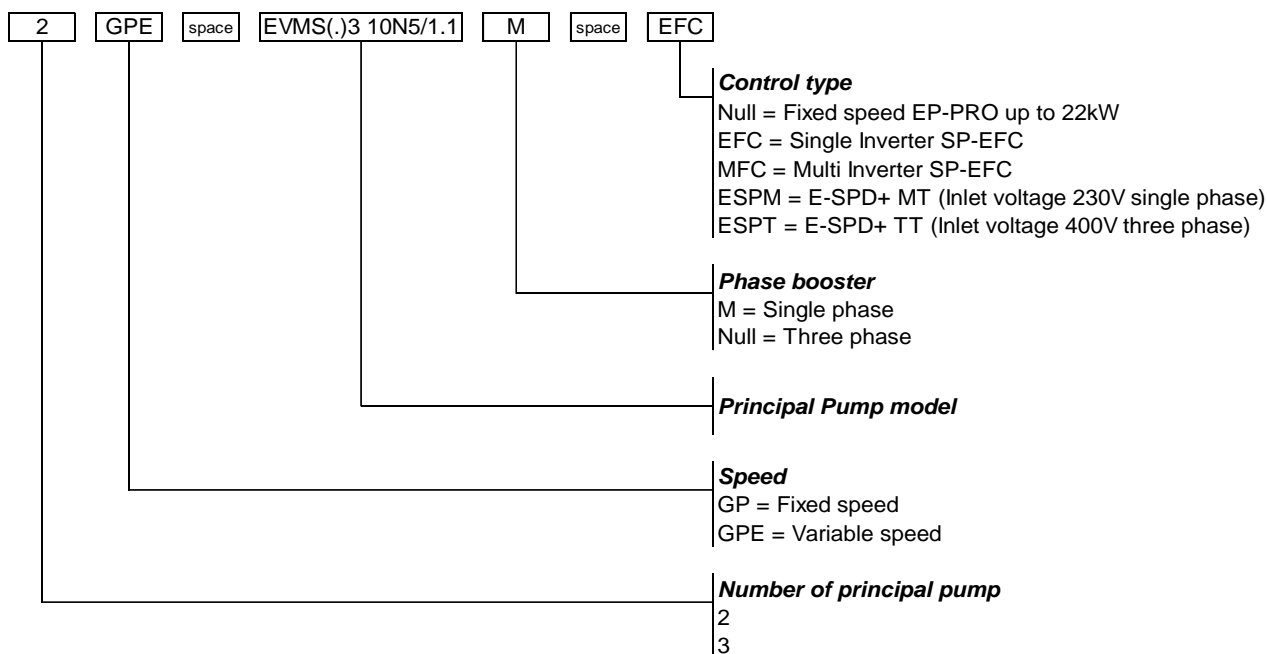 2 GPE space EVMS(.)3 10N5/1.1 M space EFC
Control type
Null = Fixed speed EP-PRO up to 22kW
EFC = Single Inverter SP-EFC
MFC = Multi Inverter SP-EFC
ESPM = E-SPD+ MT (Inlet voltage 230V single phase)
ESPT = E-SPD+ TT (Inlet voltage 400V three phase)
Phase booster
M = Single phase
Null = Three phase
Principal Pump model
Speed
GP = Fixed speed
GPE = Variable speed
Number of principal pump
2
3